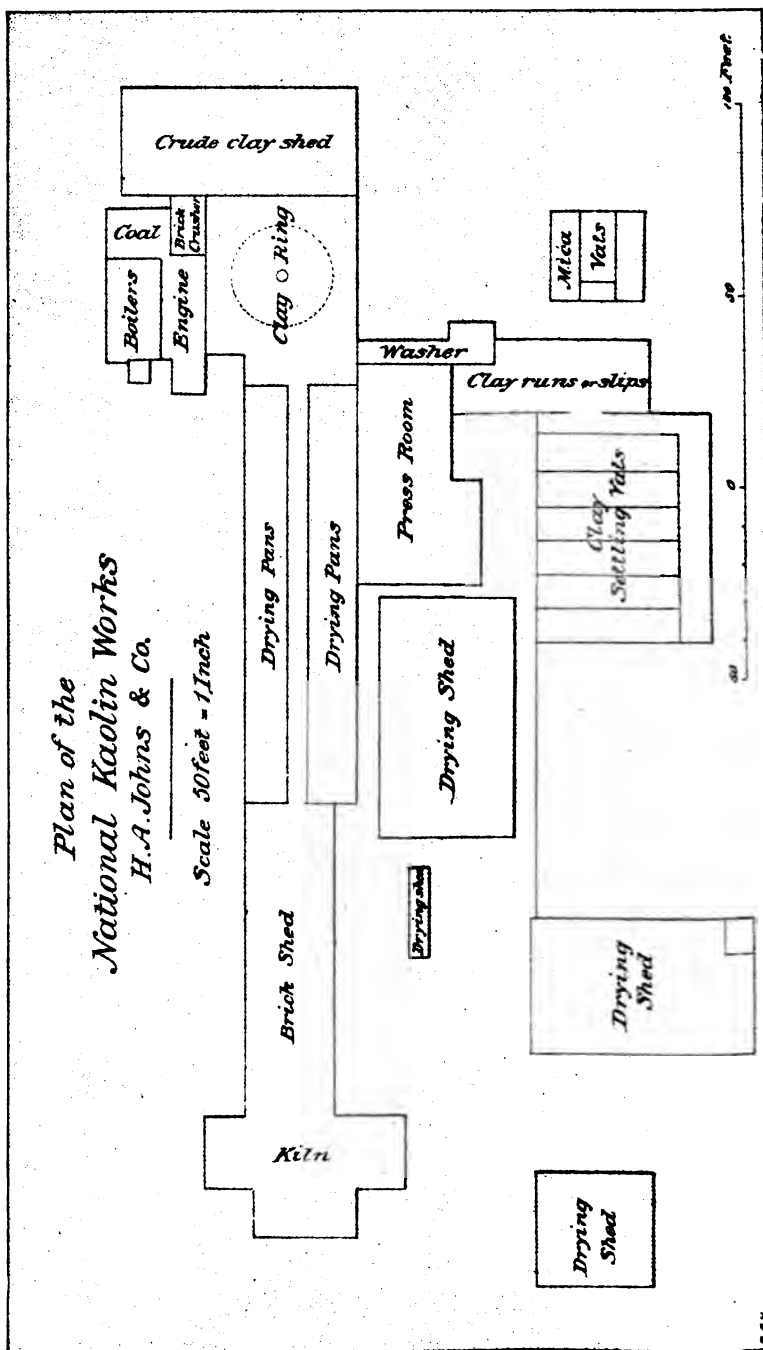 Plan of the
National Kaolin Works
H. A. Johns & Co.
Scale 50 feet = 1 Inch
Crude clay shed
Coal
Brick
Crusher
Boilers
Engine
Clay Ring
Washer
Mica
Vats
Clay runs or slips
Press Room
Drying Pans
Drying Pans
Clay
Settling Vats
Drying Shed
Brick Shed
Drying shed
Drying
Shed
Kiln
Drying
Shed
100 Feet.
50
0
50